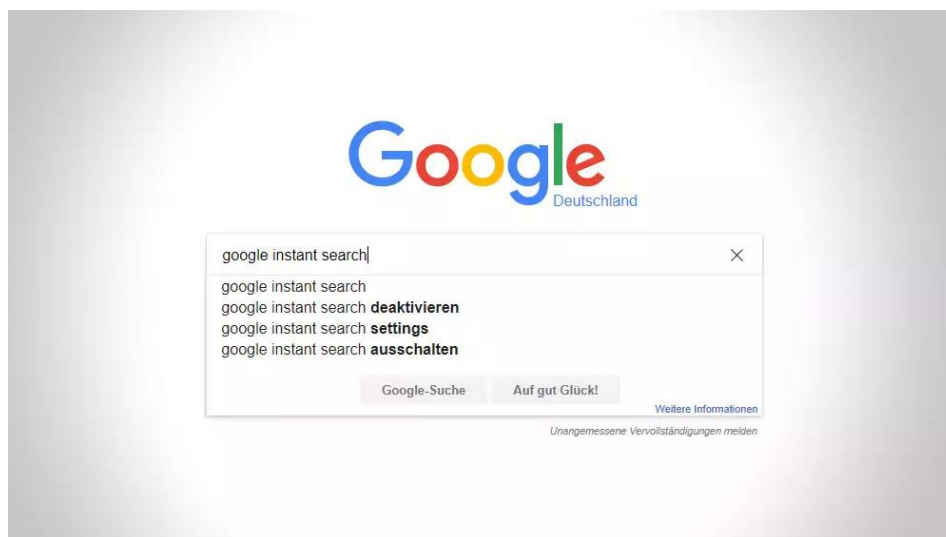 Google
Deutschland
google instant search
google instant search
google instant search deaktivieren
google instant search settings
google instant search ausschalten
Google-Suche Auf gut Glück!
Weitere Informationen
Unangemessene Vervollständigungen melden